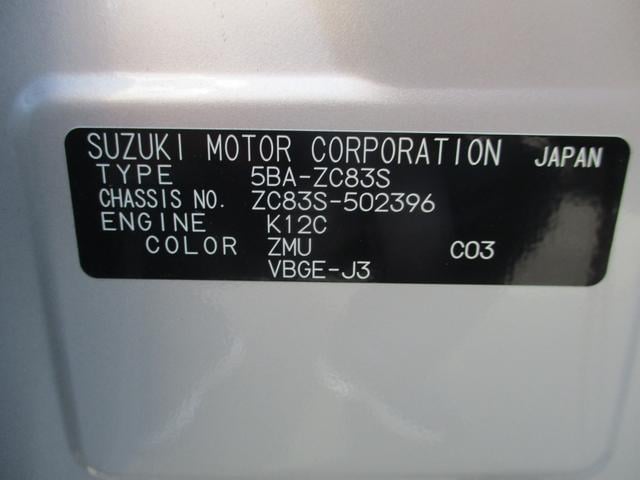 SUZUKI MOTOR CORPORATION JAPAN
TYPE 5BA-ZC83S
CHASSIS NO. ZC83S-502396
ENGINE K12C
COLOR ZMU C03
VBGE-J3